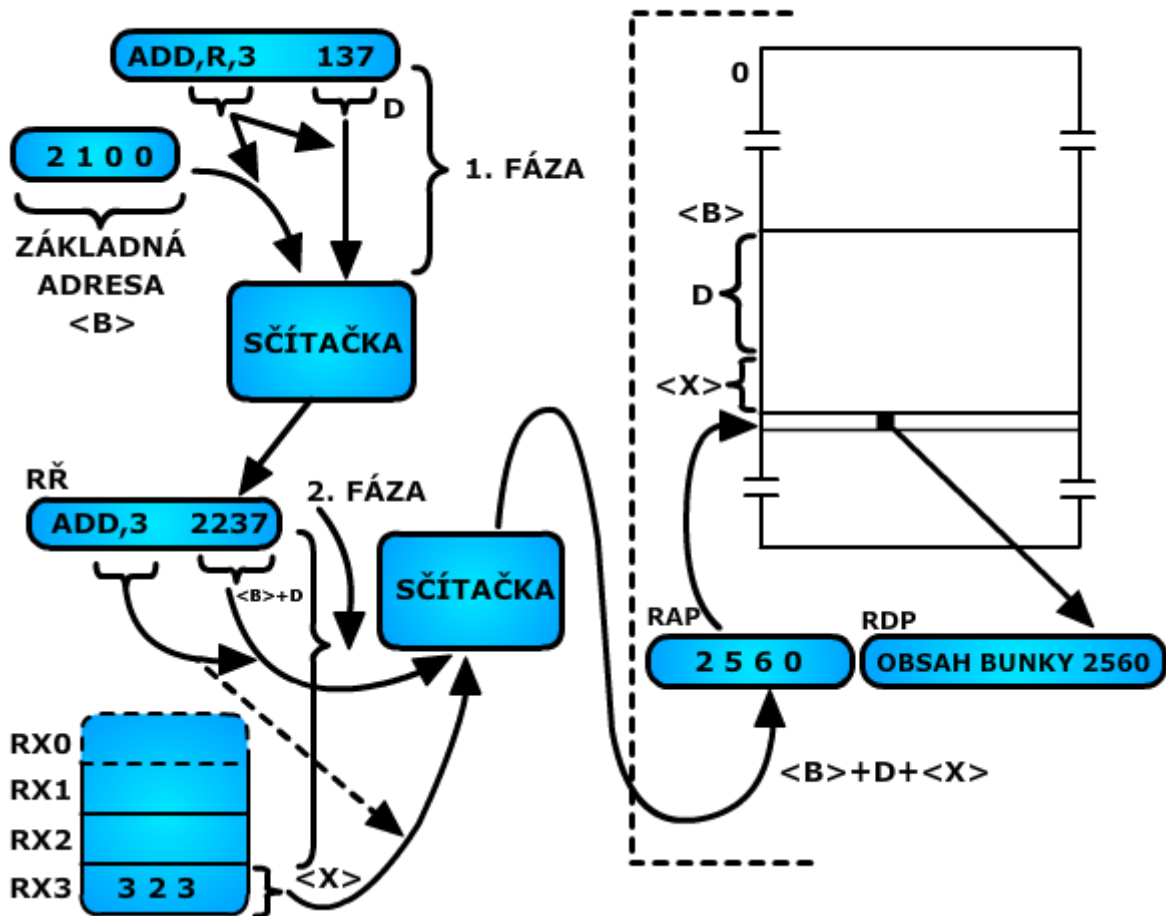 ADD,R,3 137
D
2 1 0 0
1. FÁZA
ZÁKLADNÁ
ADRESA
<B>
SČÍTAČKA
RŘ
ADD,3 2237
<B>+D
2. FÁZA
SČÍTAČKA
RX0
RX1
RX2
RX3 3 2 3
<X>
0
<B>
D
<X>
RAP
2 5 6 0
RDP
OBSAH BUNKY 2560
<B>+D+<X>